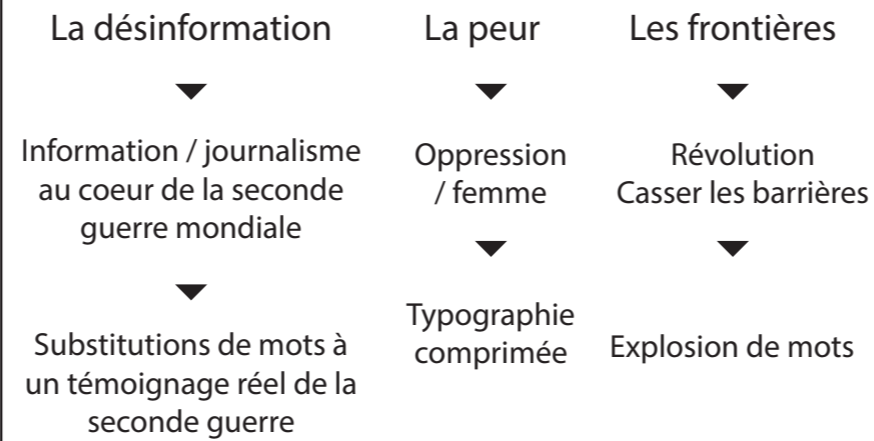 La désinformation
Information / journalisme
au coeur de la seconde
guerre mondiale
Substitutions de mots à
un témoignage réel de la
seconde guerre
La peur
Oppression
/ femme
Typographie
comprimée
Les frontières
Révolution
Casser les barrières
Explosion de mots